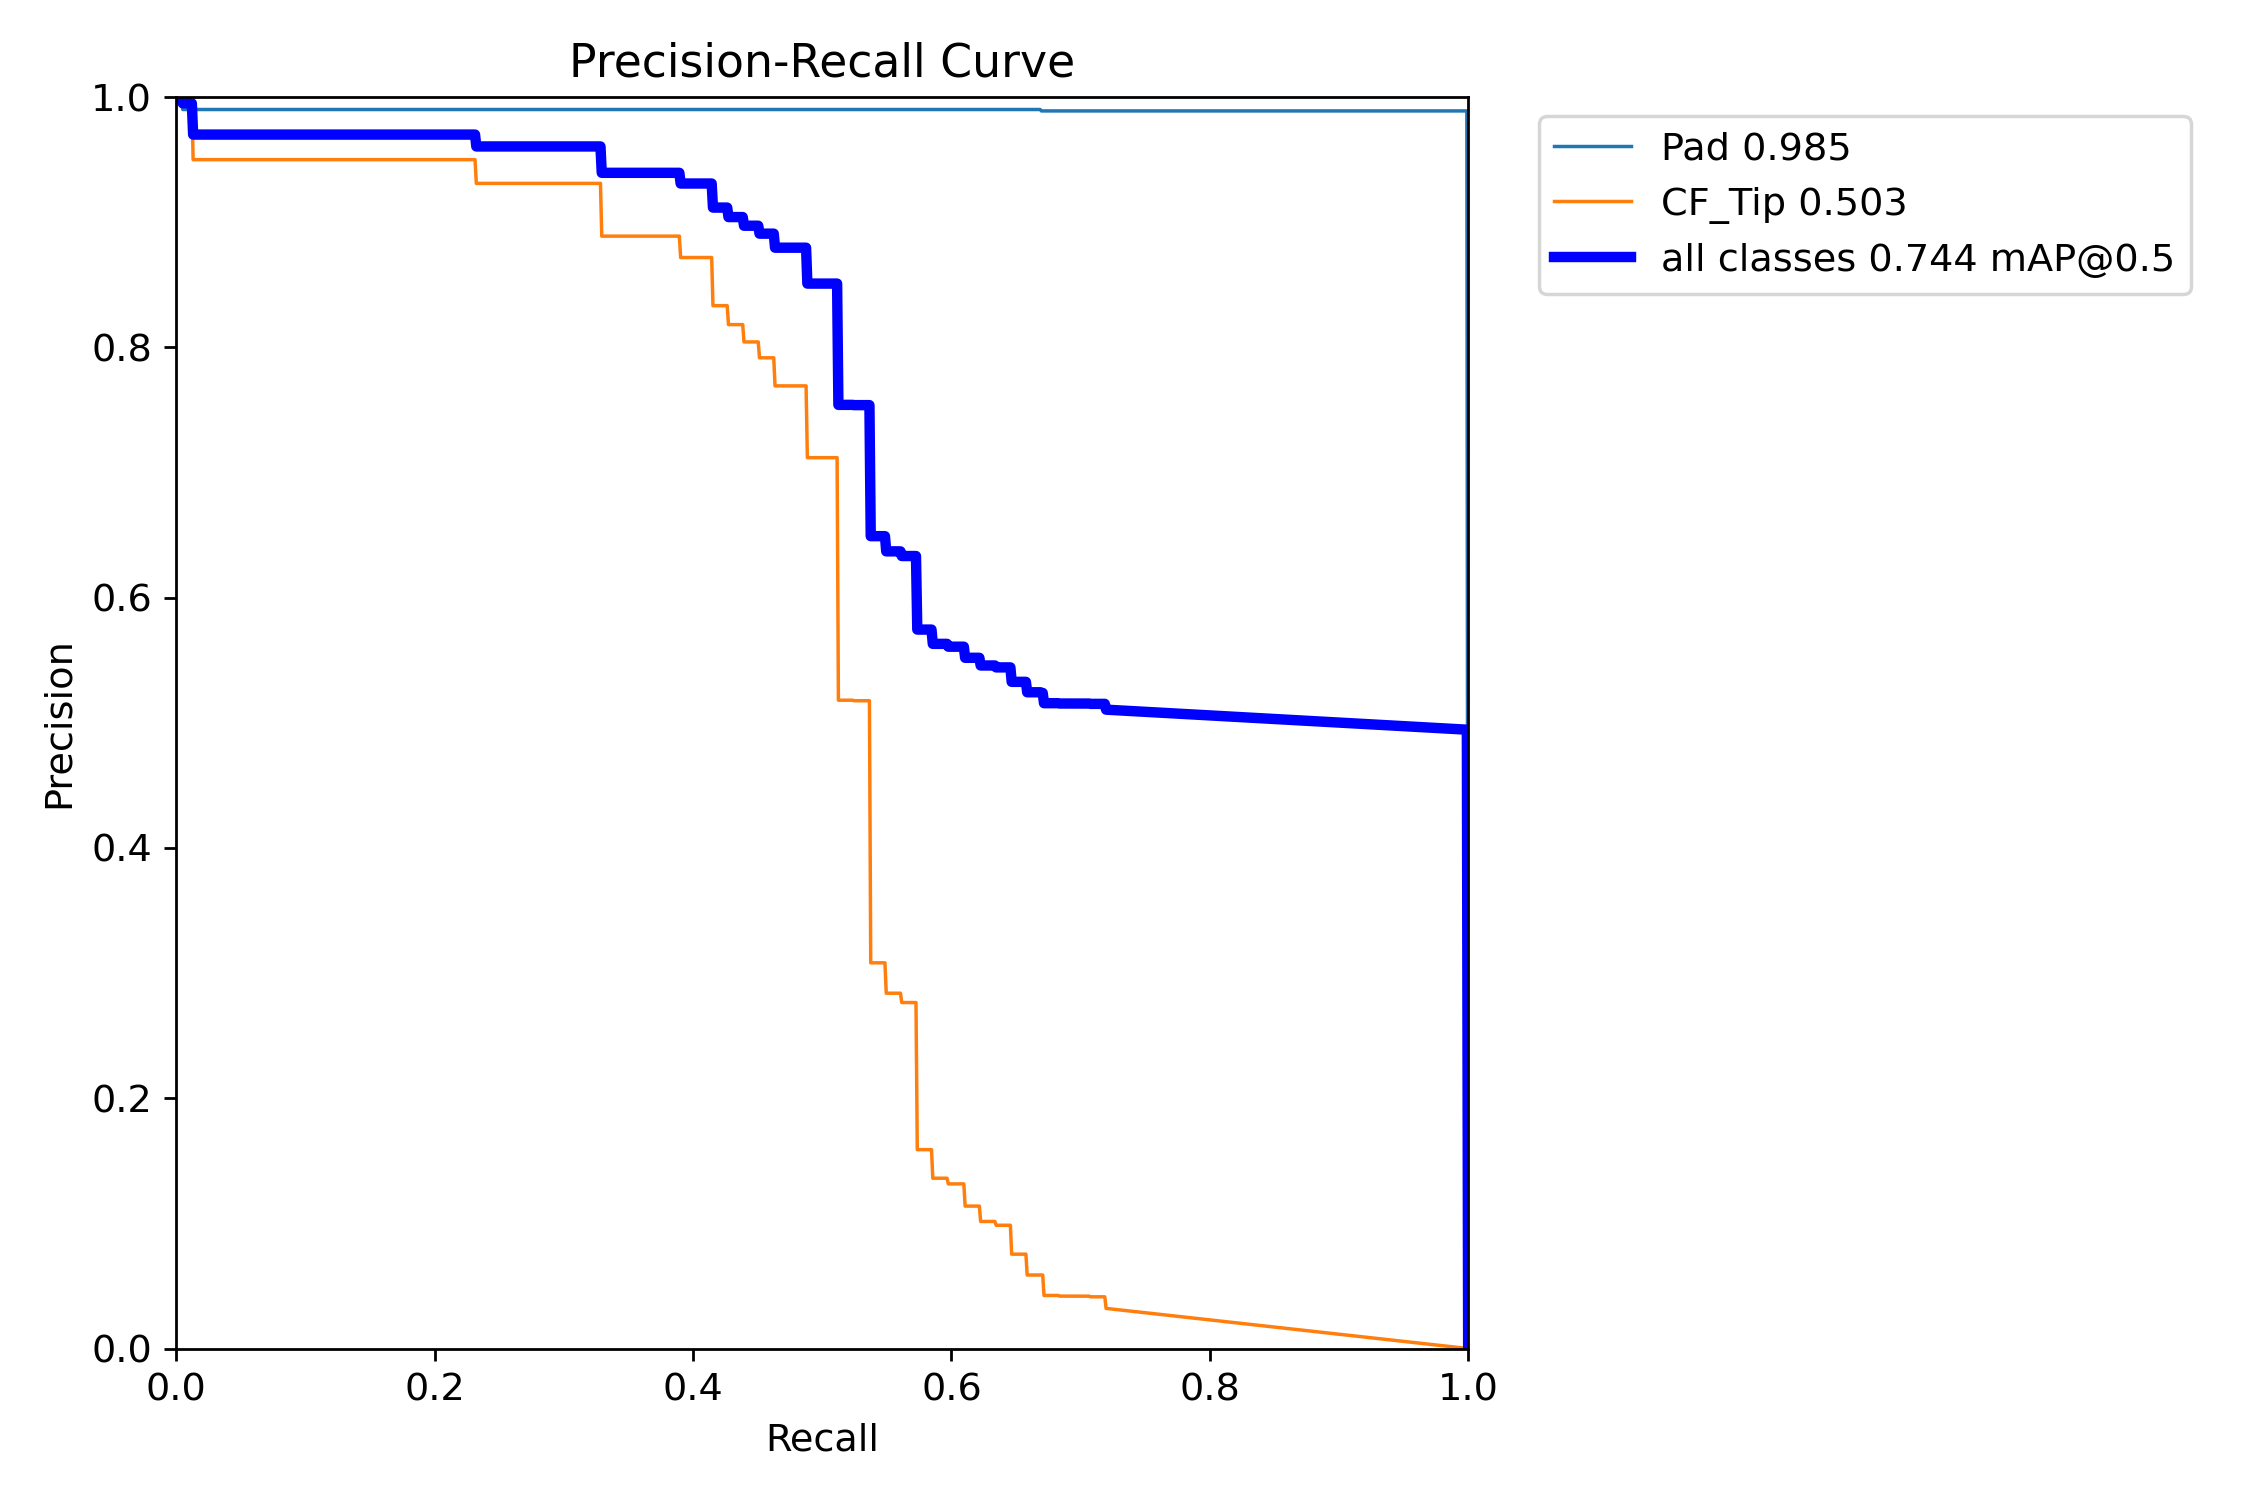 Precision-Recall Curve
Pad 0.985
CF_Tip 0.503
all classes 0.744 mAP@0.5
1.0
0.8
0.6
0.4
0.2
0.0
Precision
0.0 0.2 0.4 0.6 0.8 1.0
Recall